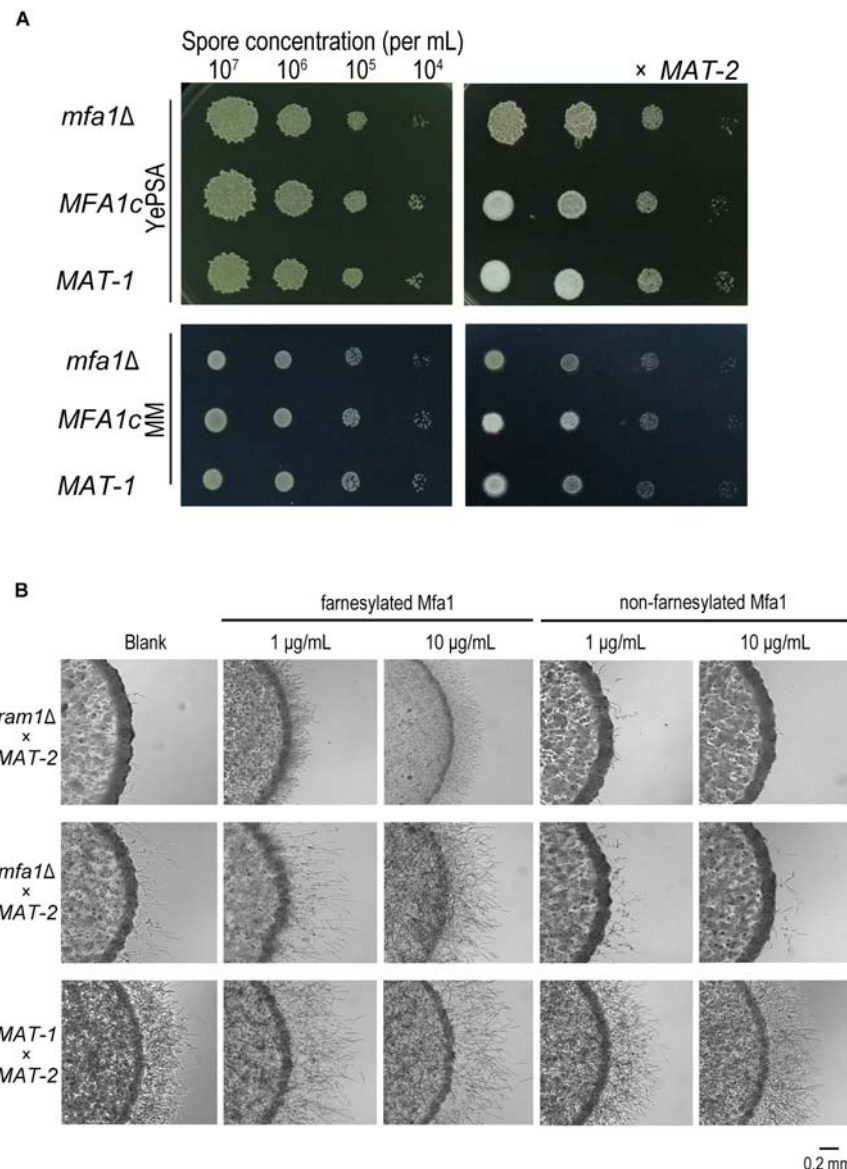 A
Spore concentration (per mL)
10⁷ 10⁶ 10⁵ 10⁴ x MAT-2
mfa1Δ
MFA1c
MAT-1
YePSA
mfa1Δ
MFA1c
MAT-1
MM
B
farnesylated Mfa1 non-farnesylated Mfa1
Blank 1 µg/mL 10 µg/mL 1 µg/mL 10 µg/mL
ram1Δ
x
MAT-2
mfa1Δ
x
MAT-2
MAT-1
x
MAT-2
0.2 mm